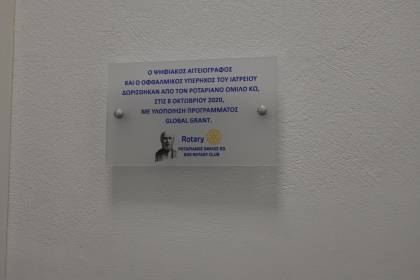 Ο ΨΗΦΙΑΚΟΣ ΑΓΓΕΙΟΓΡΑΦΟΣ
ΚΑΙ Ο ΟΦΘΑΛΜΙΚΟΣ ΥΠΕΡΗΧΟΣ ΤΟΥ ΙΑΤΡΕΙΟΥ
ΔΩΡΙΣΘΗΚΑΝ ΑΠΟ ΤΟΝ ΡΟΤΑΡΙΑΝΟ ΟΜΙΛΟ ΚΩ,
ΣΤΙΣ 8 ΟΚΤΩΒΡΙΟΥ 2020,
ΜΕ ΥΛΟΠΟΙΗΣΗ ΠΡΟΓΡΑΜΜΑΤΟΣ
GLOBAL GRANT.
Rotary
ΡΟΤΑΡΙΑΝΟΣ ΟΜΙΛΟΣ ΚΩ
KOS ROTARY CLUB